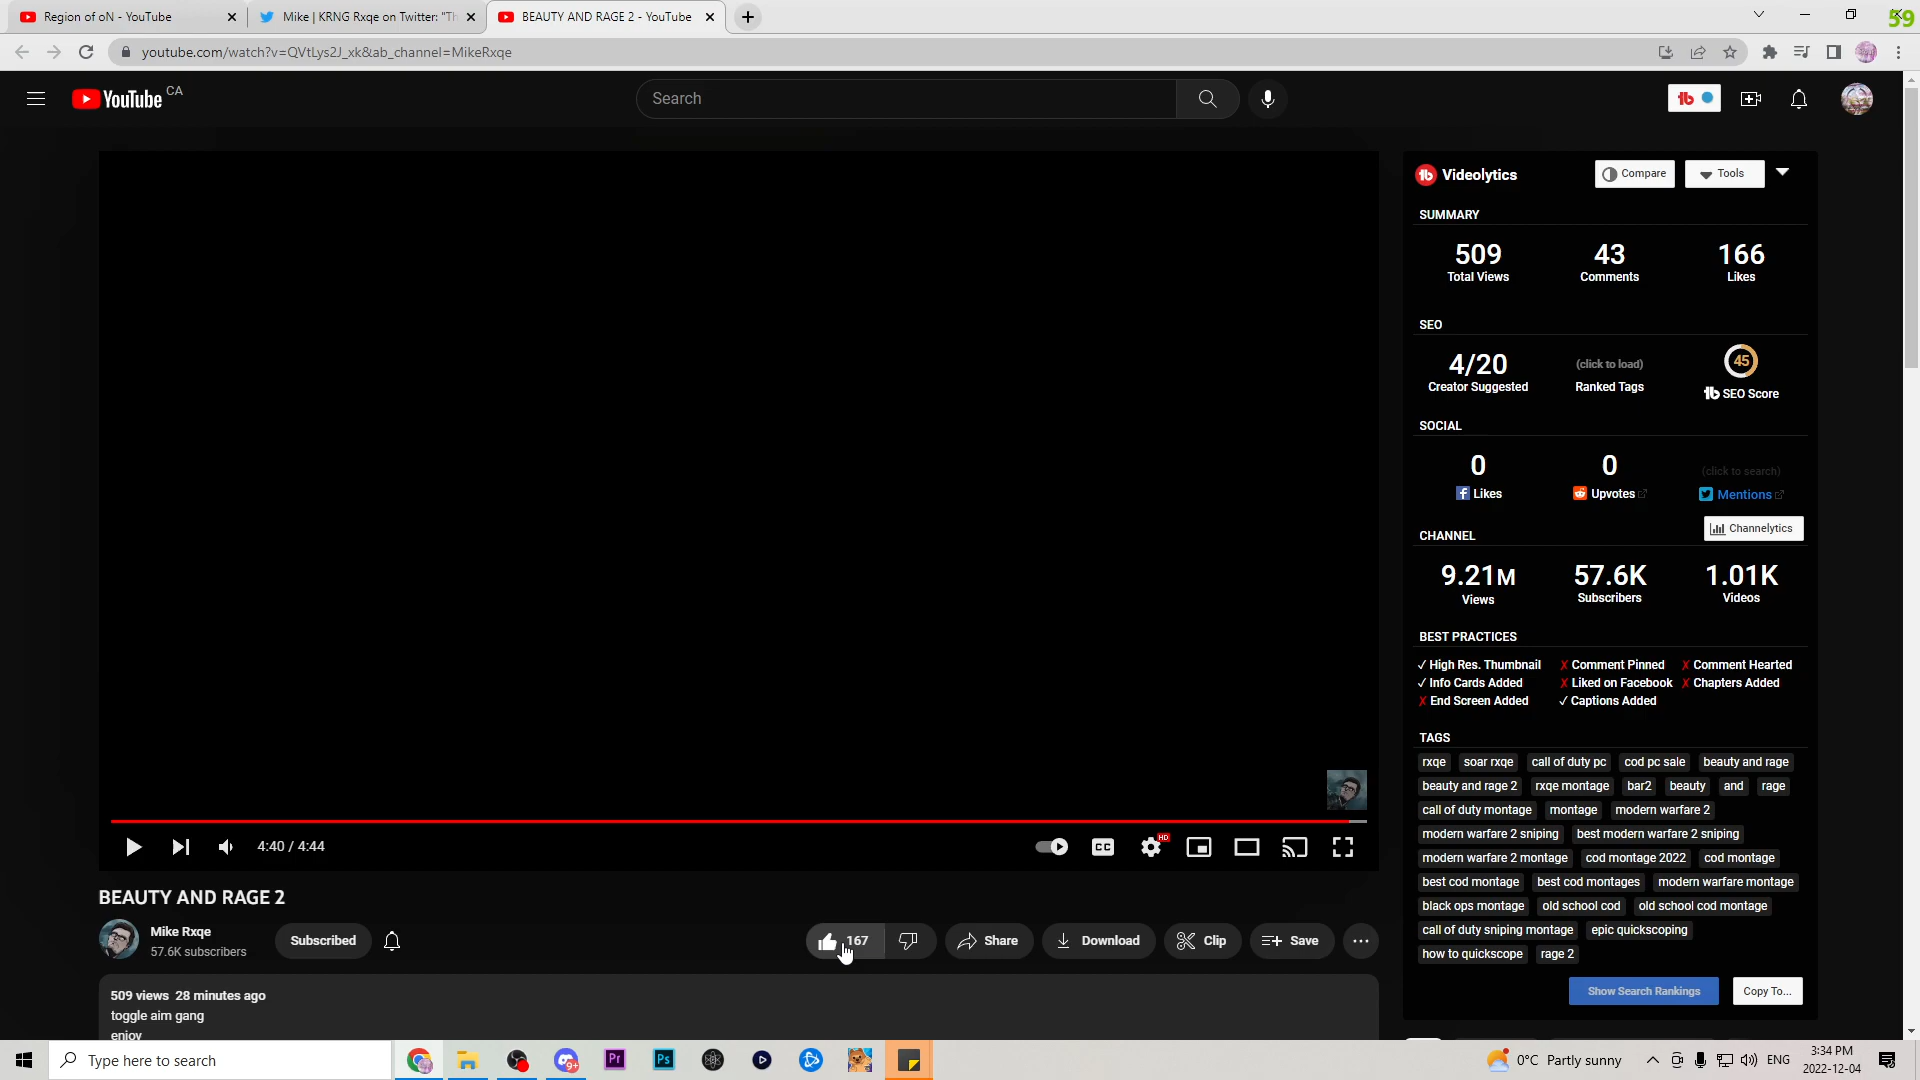 Region of oN - YouTube
Mike | KRNG Rxqe on Twitter: "Th
BEAUTY AND RAGE 2 - YouTube
59
youtube.com/watch?v=QVtLys2J_xk&ab_channel=MikeRxqe
YouTube CA
Search
tb
tb Videolytics
Compare
Tools
SUMMARY
509 43 166
Total Views Comments Likes
SEO
4/20 (click to load) 45
Creator Suggested Ranked Tags tb SEO Score
SOCIAL
0 0 (click to search)
Likes Upvotes Mentions
CHANNEL
Channelytics
9.21M 57.6K 1.01K
Views Subscribers Videos
BEST PRACTICES
✓ High Res. Thumbnail ✗ Comment Pinned ✗ Comment Hearted
✓ Info Cards Added ✗ Liked on Facebook ✗ Chapters Added
✗ End Screen Added ✓ Captions Added
TAGS
rxqe soar rxqe call of duty pc cod pc sale beauty and rage
beauty and rage 2 rxqe montage bar2 beauty and rage
call of duty montage montage modern warfare 2
modern warfare 2 sniping best modern warfare 2 sniping
modern warfare 2 montage cod montage 2022 cod montage
best cod montage best cod montages modern warfare montage
black ops montage old school cod old school cod montage
call of duty sniping montage epic quickscoping
how to quickscope rage 2
Show Search Rankings Copy To...
4:40 / 4:44
CC
HD
BEAUTY AND RAGE 2
Mike Rxqe
57.6K subscribers
Subscribed
167
Share
Download
Clip
Save
509 views 28 minutes ago
toggle aim gang
enjoy
Type here to search
9+
Pr
Ps
0°C Partly sunny
ENG
3:34 PM
2022-12-04